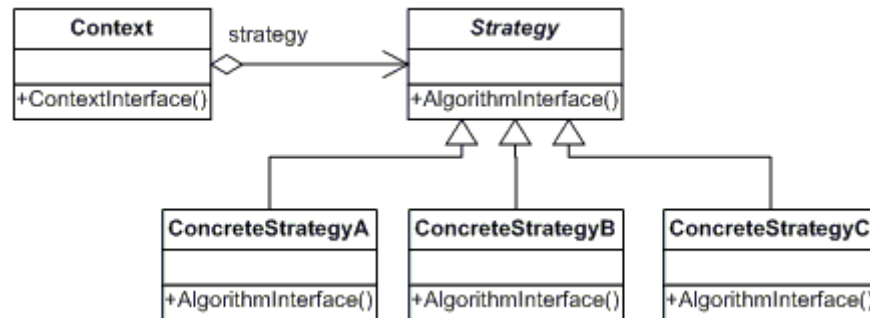 Context
strategy
Strategy
+ContextInterface()
+AlgorithmInterface()
ConcreteStrategyA
ConcreteStrategyB
ConcreteStrategyC
+AlgorithmInterface()
+AlgorithmInterface()
+AlgorithmInterface()